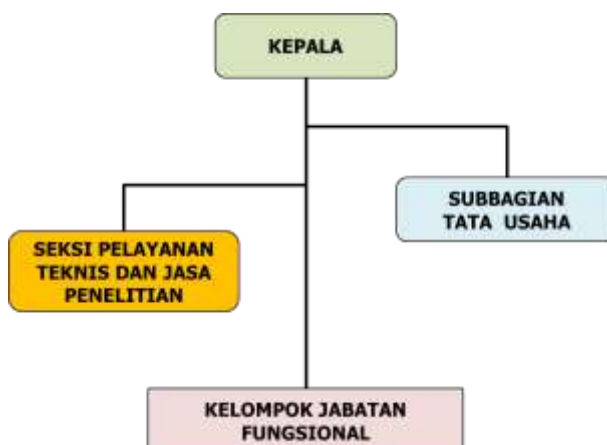 KEPALA
SUBBAGIAN
TATA USAHA
SEKSI PELAYANAN
TEKNIS DAN JASA
PENELITIAN
KELOMPOK JABATAN
FUNGSIONAL